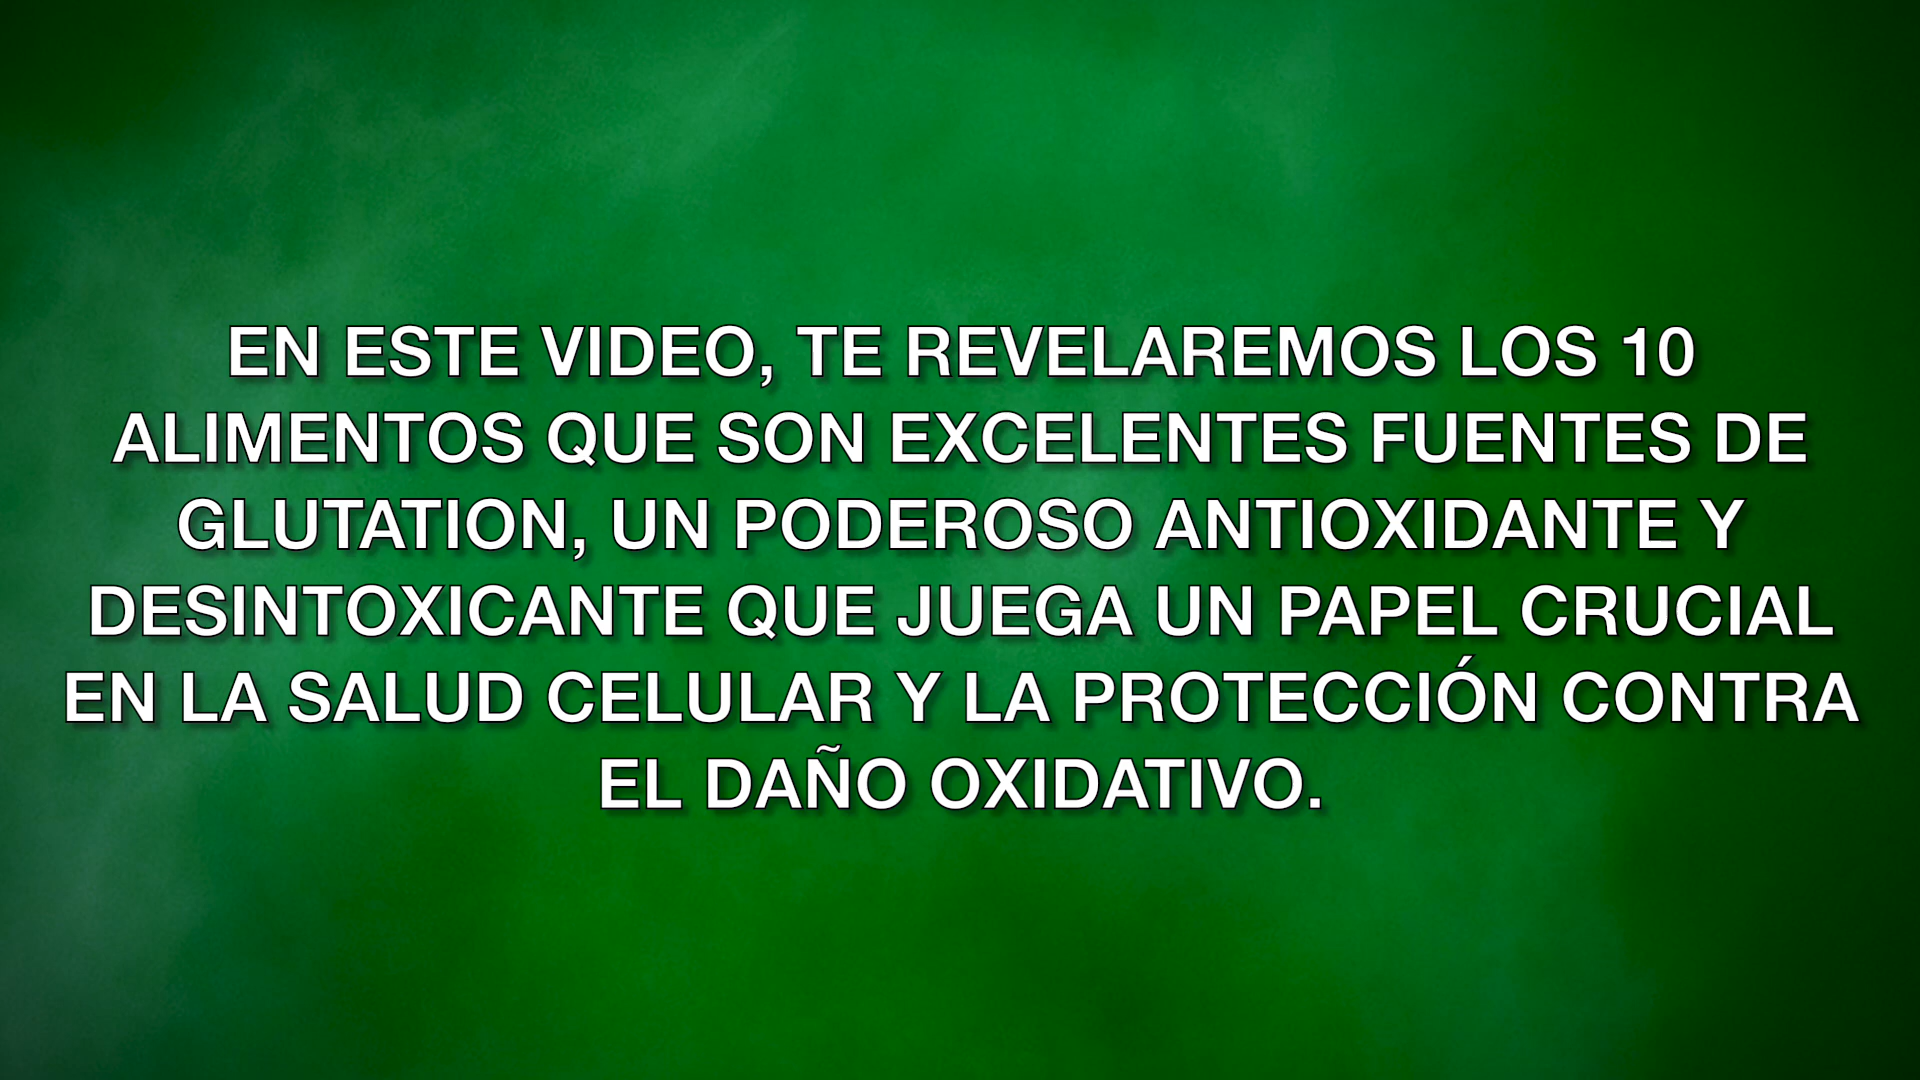 EN ESTE VIDEO, TE REVELAREMOS LOS 10
ALIMENTOS QUE SON EXCELENTES FUENTES DE
GLUTATION, UN PODEROSO ANTIOXIDANTE Y
DESINTOXICANTE QUE JUEGA UN PAPEL CRUCIAL
EN LA SALUD CELULAR Y LA PROTECCIÓN CONTRA
EL DAÑO OXIDATIVO.